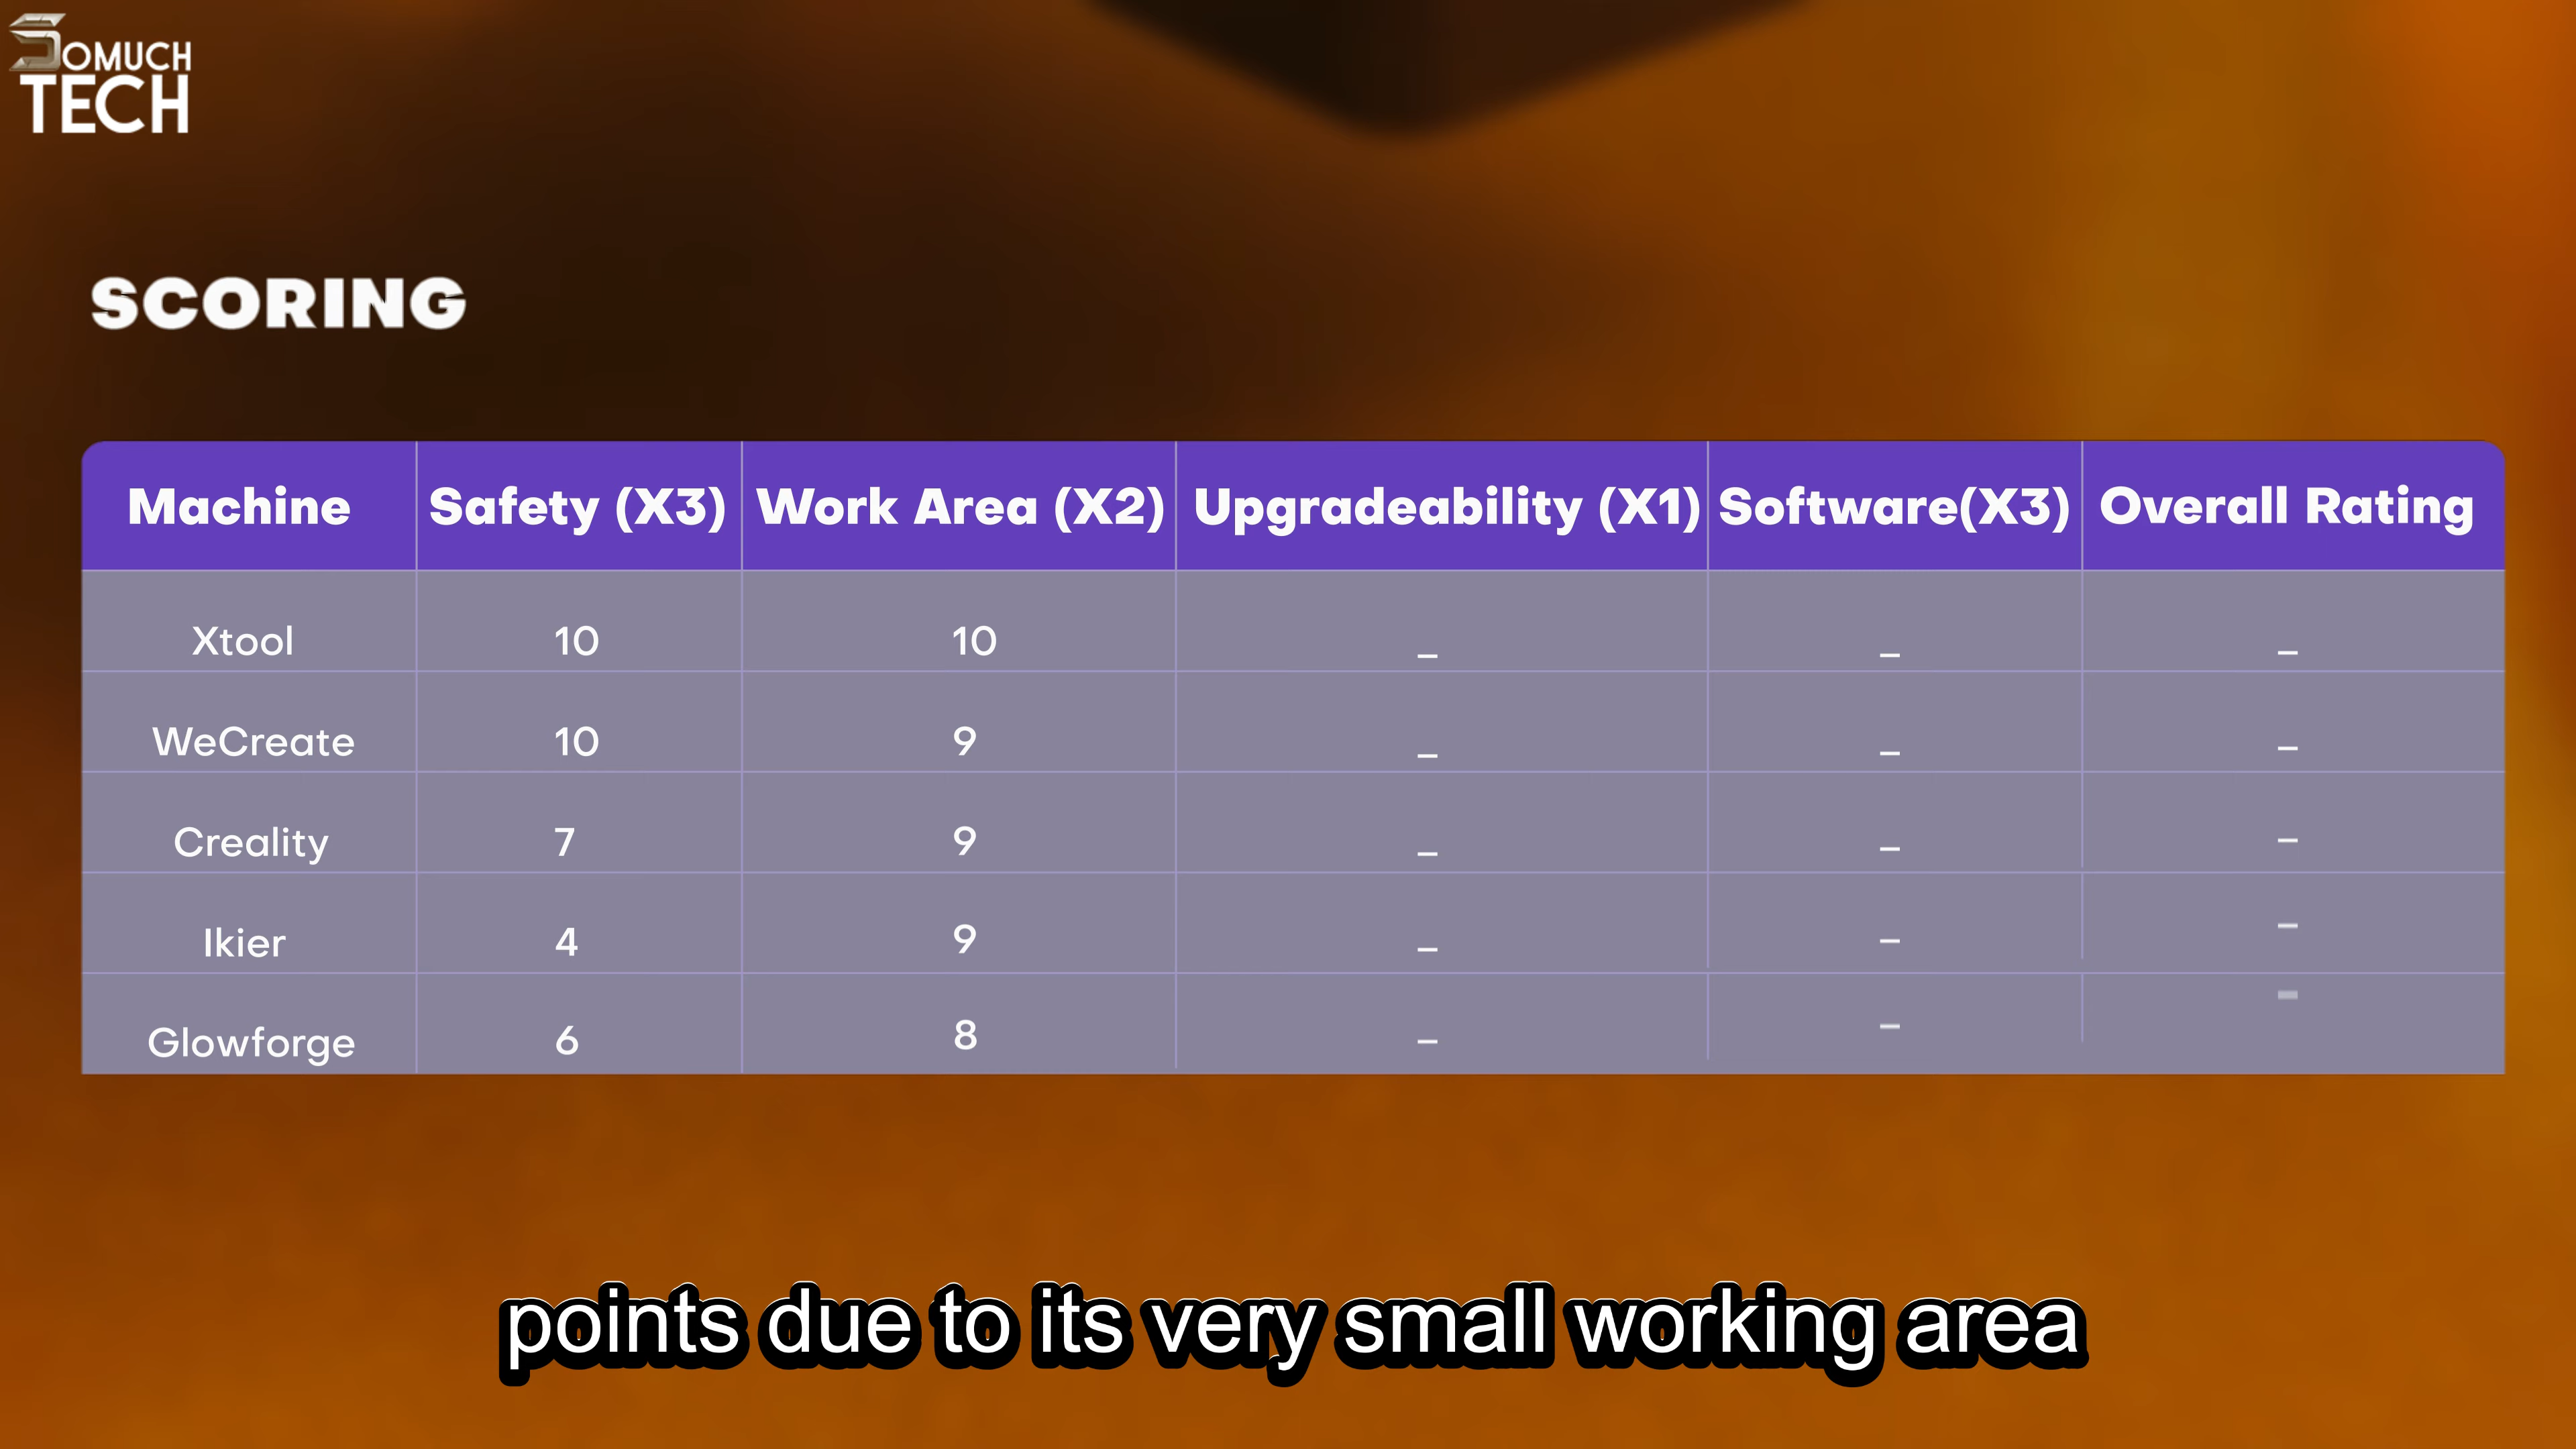 SOMUCH
TECH
SCORING
Machine Safety (X3) Work Area (X2) Upgradeability (X1) Software(X3) Overall Rating
Xtool 10 10 – – –
WeCreate 10 9 – – –
Creality 7 9 – – –
Ikier 4 9 – – –
Glowforge 6 8 – – –
points due to its very small working area